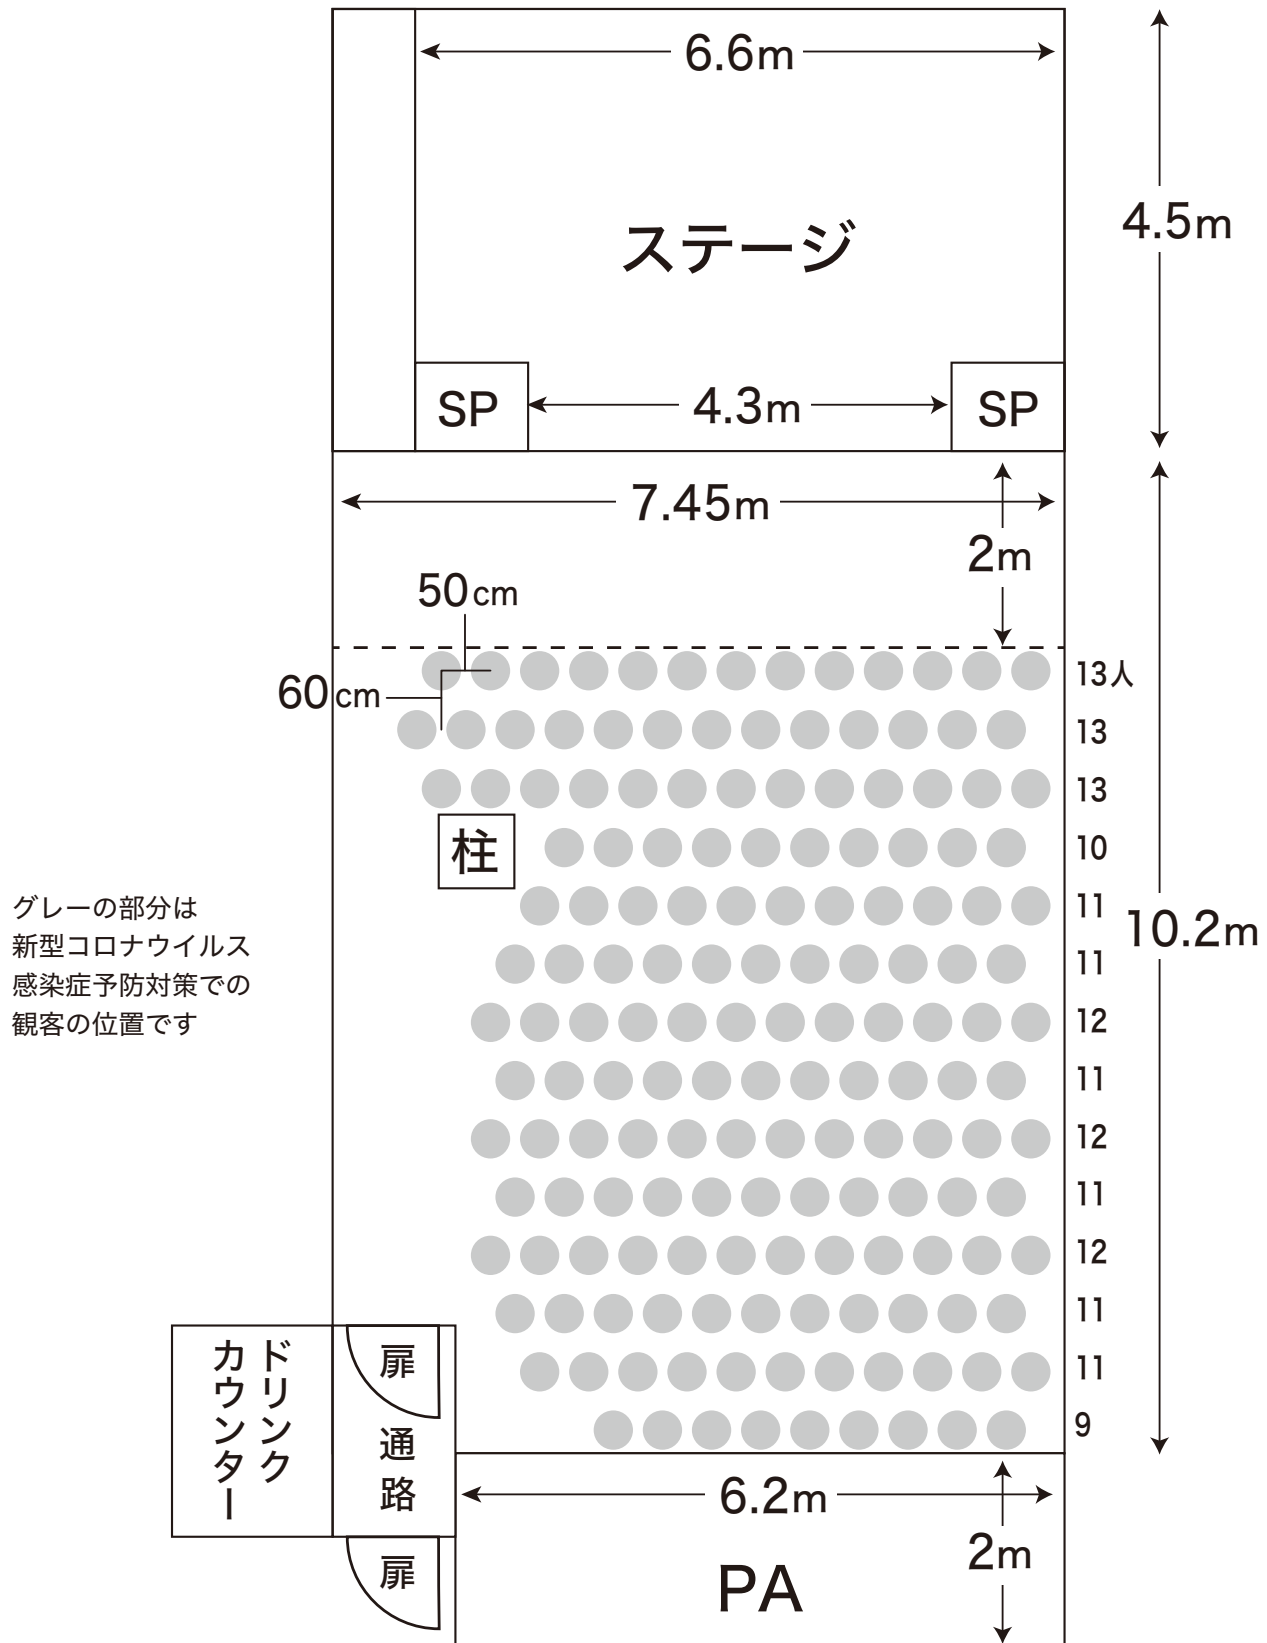 6.6m
4.5m
ステージ
SP
4.3m
SP
7.45m
2m
50cm
60cm
13人
13
13
柱
10
11
グレーの部分は
新型コロナウイルス
感染症予防対策での
観客の位置です
10.2m
11
12
11
12
11
12
11
11
9
ドリンク
カウンター
扉
通路
扉
6.2m
2m
PA